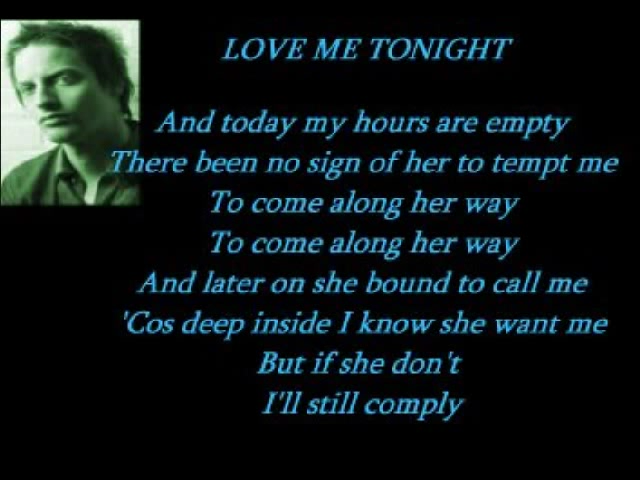 LOVE ME TONIGHT
And today my hours are empty
There been no sign of her to tempt me
To come along her way
To come along her way
And later on she bound to call me
'Cos deep inside I know she want me
But if she don't
I'll still comply